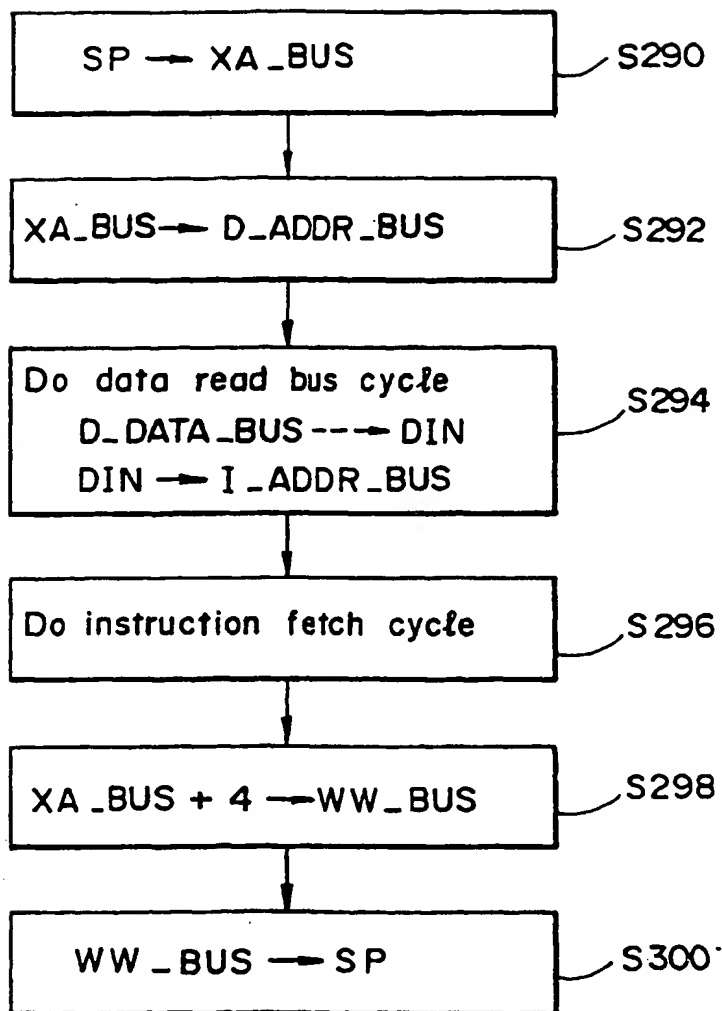 SP → XA_BUS
S290
XA_BUS → D_ADDR_BUS
S292
Do data read bus cycle
D_DATA_BUS ---→ DIN
DIN → I_ADDR_BUS
S294
Do instruction fetch cycle
S296
XA_BUS + 4 → WW_BUS
S298
WW_BUS → SP
S300